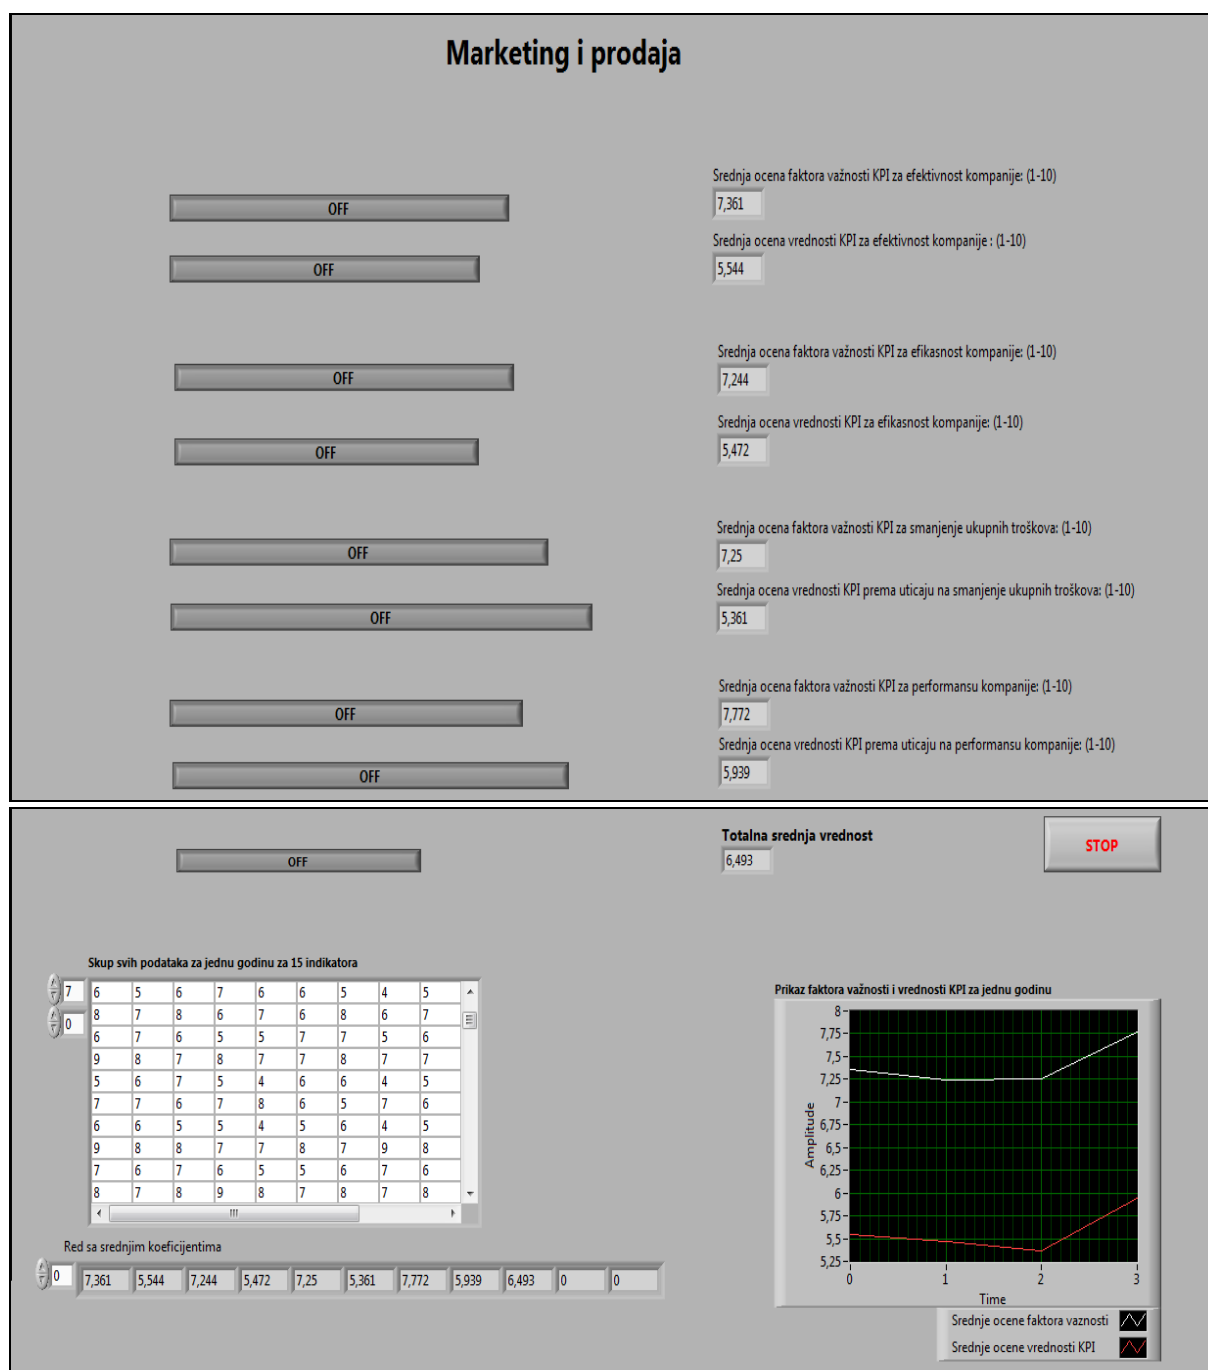 Marketing i prodaja
OFF
Srednja ocena faktora važnosti KPI za efektivnost kompanije: (1-10)
7,361
OFF
Srednja ocena vrednosti KPI za efektivnost kompanije : (1-10)
5,544
OFF
Srednja ocena faktora važnosti KPI za efikasnost kompanije: (1-10)
7,244
OFF
Srednja ocena vrednosti KPI za efikasnost kompanije: (1-10)
5,472
OFF
Srednja ocena faktora važnosti KPI za smanjenje ukupnih troškova: (1-10)
7,25
OFF
Srednja ocena vrednosti KPI prema uticaju na smanjenje ukupnih troškova: (1-10)
5,361
OFF
Srednja ocena faktora važnosti KPI za performansu kompanije: (1-10)
7,772
OFF
Srednja ocena vrednosti KPI prema uticaju na performansu kompanije: (1-10)
5,939
OFF
Totalna srednja vrednost
6,493
STOP
Skup svih podataka za jednu godinu za 15 indikatora
7
0
6 5 6 7 6 6 5 4 5
8 7 8 6 7 6 8 6 7
6 7 6 5 5 7 7 5 6
9 8 7 8 7 7 8 7 7
5 6 7 5 4 6 6 4 5
7 7 6 7 8 6 5 7 6
6 6 5 5 4 5 6 4 5
9 8 8 7 7 8 7 9 8
7 6 7 6 5 5 6 7 6
8 7 8 9 8 7 8 7 8
Red sa srednjim koeficijentima
0 7,361 5,544 7,244 5,472 7,25 5,361 7,772 5,939 6,493 0 0
Prikaz faktora važnosti i vrednosti KPI za jednu godinu
Amplitude
8
7,75
7,5
7,25
7
6,75
6,5
6,25
6
5,75
5,5
5,25
0 1 2 3
Time
Srednje ocene faktora vaznosti
Srednje ocene vrednosti KPI